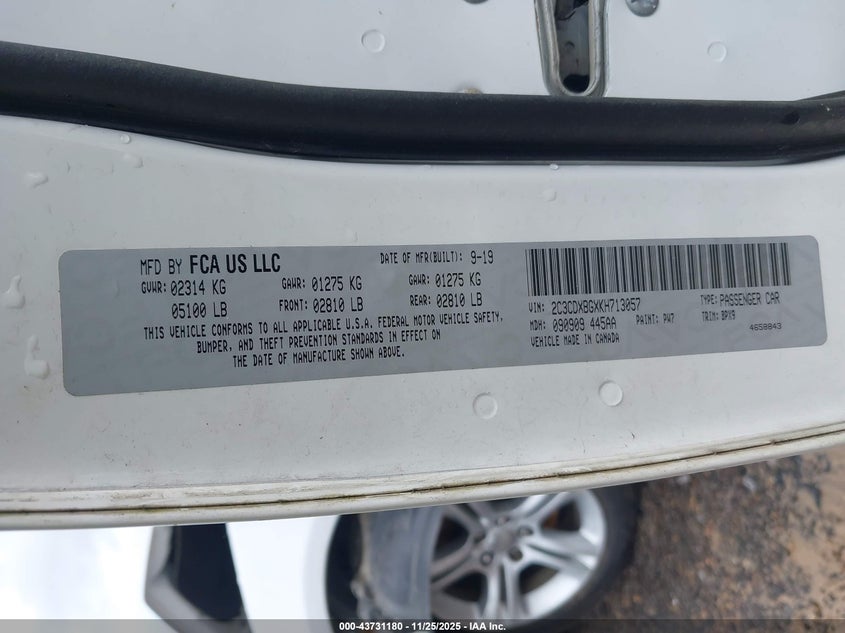 MFD BY FCA US LLC
DATE OF MFR(BUILT): 9-19
GVWR: 02314 KG
GAWR: 01275 KG
GAWR: 01275 KG
05100 LB
FRONT: 02810 LB
REAR: 02810 LB
THIS VEHICLE CONFORMS TO ALL APPLICABLE U.S.A. FEDERAL MOTOR VEHICLE SAFETY,
BUMPER, AND THEFT PREVENTION STANDARDS IN EFFECT ON
THE DATE OF MANUFACTURE SHOWN ABOVE.
VIN: 2C3CDXBGXKH713057
TYPE: PASSENGER CAR
MDH: 090909 445AA
PAINT: PW7
TRIM: BPX9
VEHICLE MADE IN CANADA
4650843
000-43731180 - 11/25/2025 - IAA Inc.